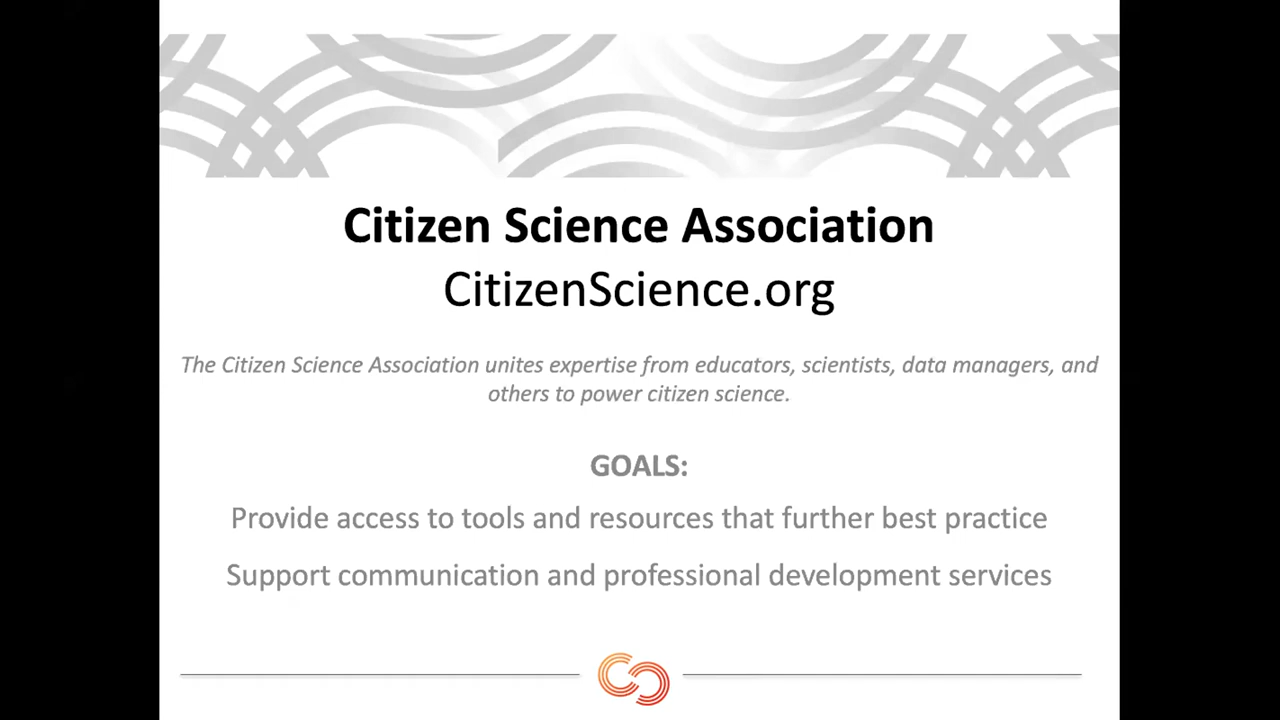 Citizen Science Association
CitizenScience.org
The Citizen Science Association unites expertise from educators, scientists, data managers, and
others to power citizen science.
GOALS:
Provide access to tools and resources that further best practice
Support communication and professional development services